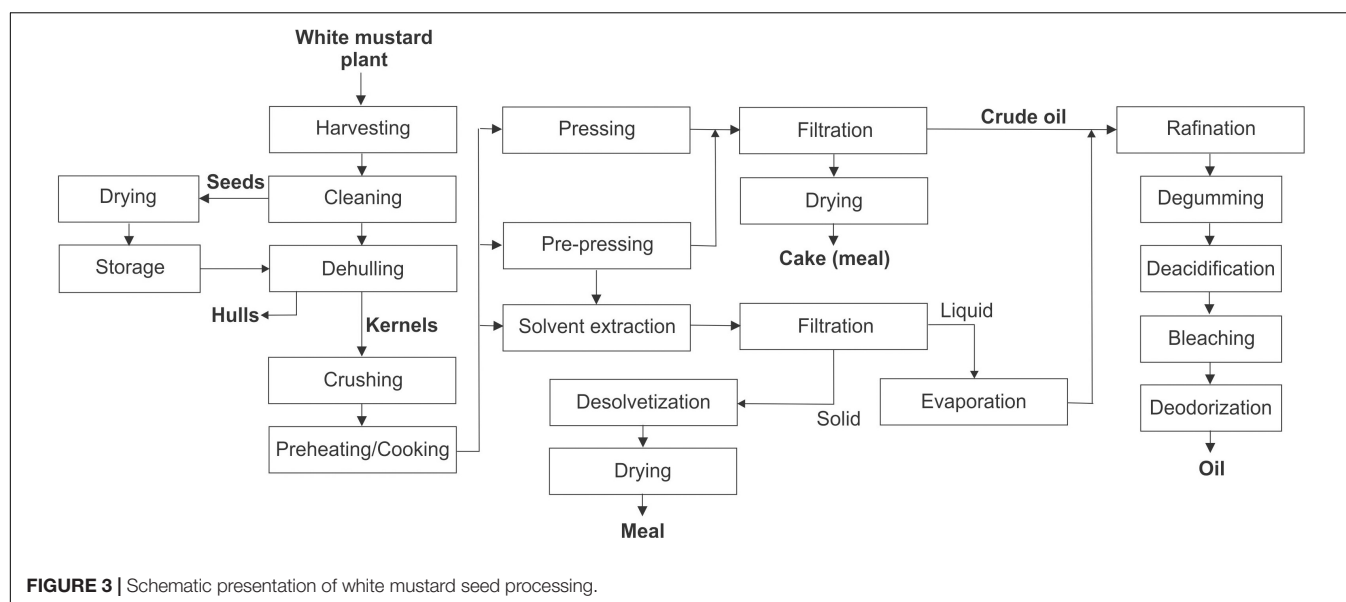 White mustard
plant
Harvesting
Seeds
Cleaning
Drying
Storage
Dehulling
Hulls
Kernels
Crushing
Preheating/Cooking
Pressing
Pre-pressing
Solvent extraction
Filtration
Drying
Cake (meal)
Filtration
Liquid
Solid
Desolvetization
Drying
Meal
Evaporation
Crude oil
Rafination
Degumming
Deacidification
Bleaching
Deodorization
Oil
FIGURE 3 | Schematic presentation of white mustard seed processing.